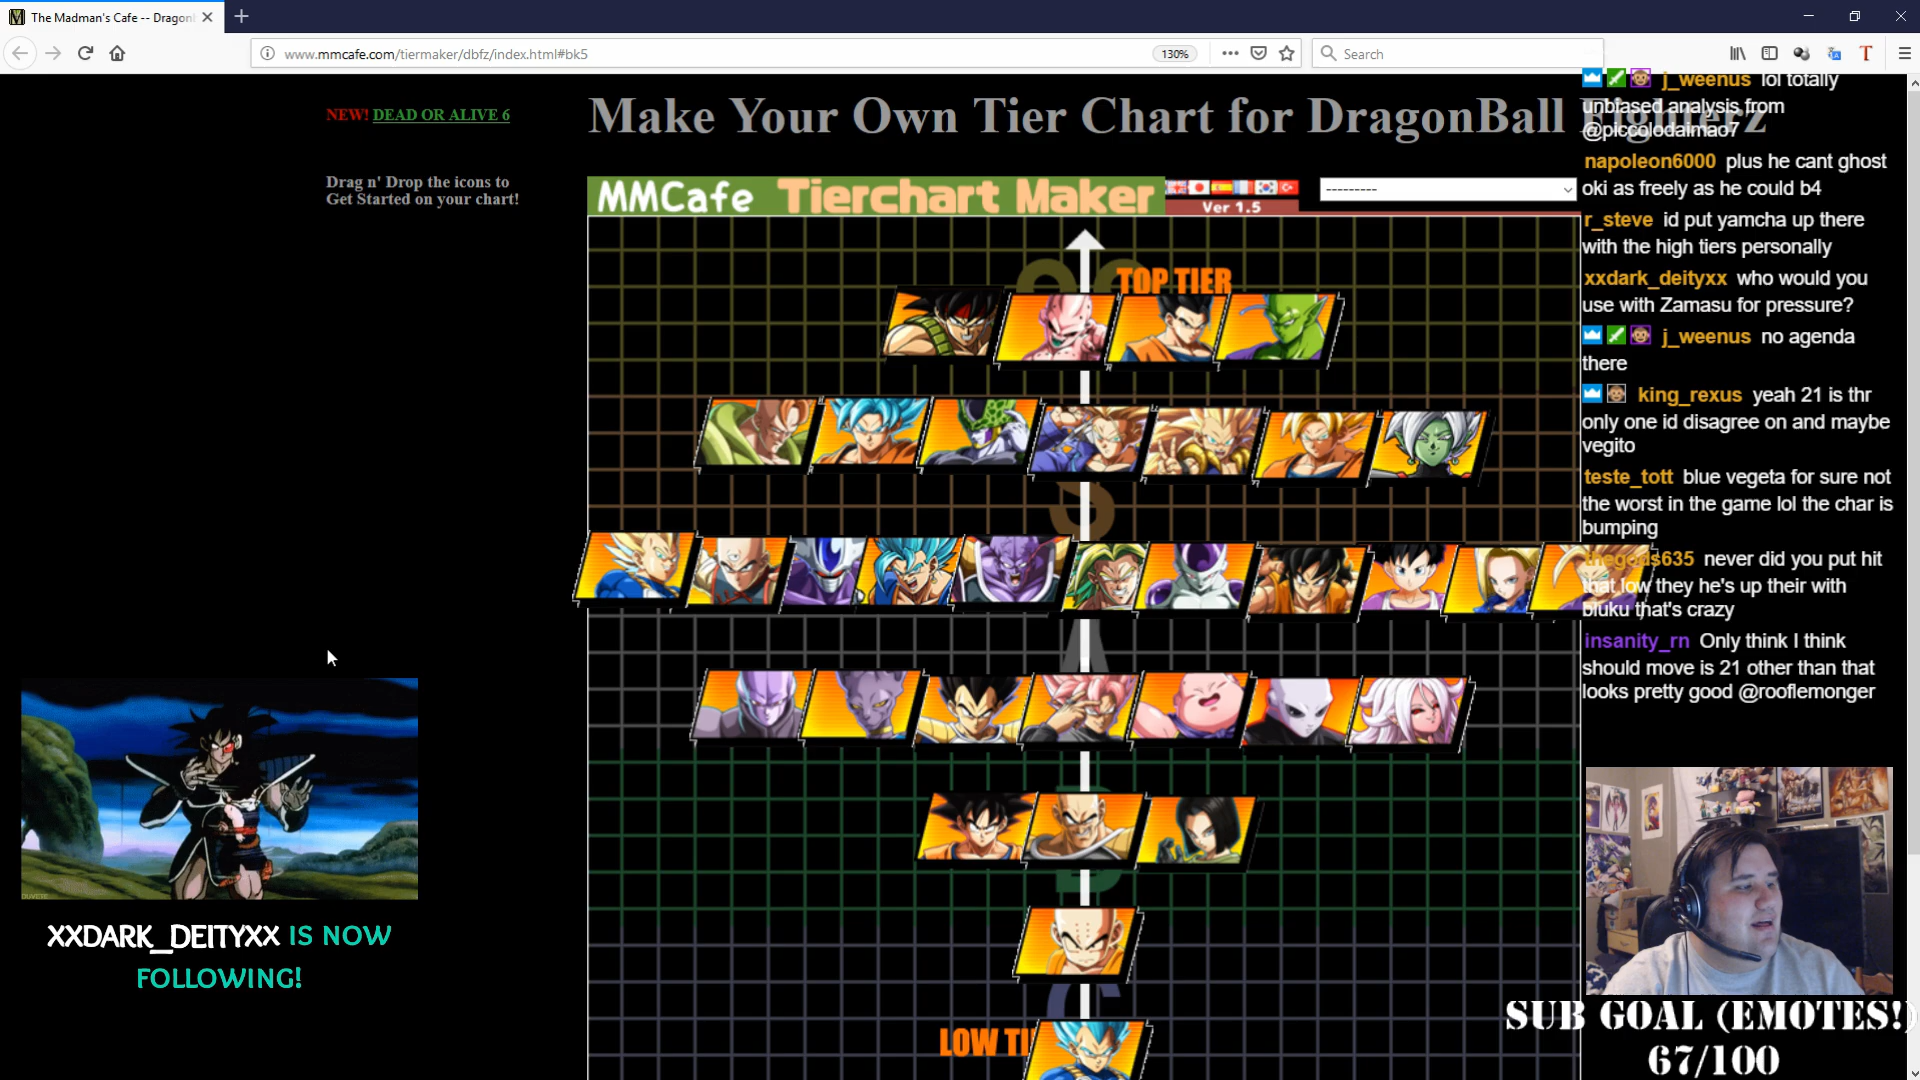 The Madman's Cafe -- Dragonl
www.mmcafe.com/tiermaker/dbfz/index.html#bk5
130%
Search
NEW! DEAD OR ALIVE 6
Make Your Own Tier Chart for DragonBall Fighterz
Drag n' Drop the icons to
Get Started on your chart!
MMCafe Tierchart Maker
Ver 1.5
---------
TOP TIER
S
A
B
C
LOW TI
j_weenus lol totally
unbiased analysis from
@piccolodaimao7
napoleon6000 plus he cant ghost
oki as freely as he could b4
r_steve id put yamcha up there
with the high tiers personally
xxdark_deityxx who would you
use with Zamasu for pressure?
j_weenus no agenda
there
king_rexus yeah 21 is thr
only one id disagree on and maybe
vegito
teste_tott blue vegeta for sure not
the worst in the game lol the char is
bumping
thegods635 never did you put hit
that low they he's up their with
bluku that's crazy
insanity_rn Only think I think
should move is 21 other than that
looks pretty good @rooflemonger
XXDARK_DEITYXX IS NOW
FOLLOWING!
SUB GOAL (EMOTES!)
67/100